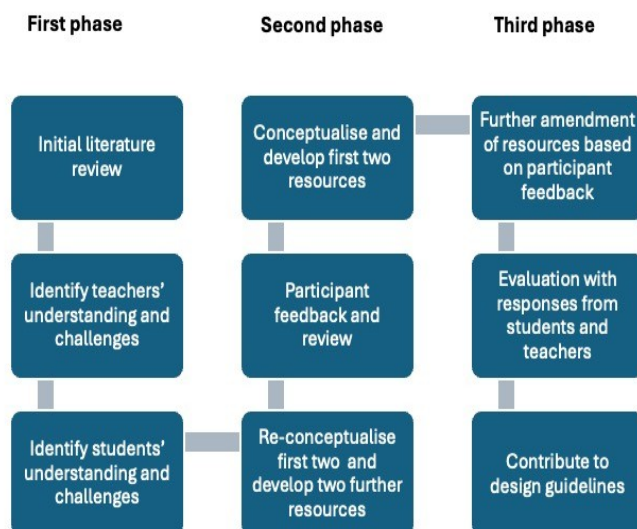 First phase
Second phase
Third phase
Initial literature
review
Identify teachers’
understanding and
challenges
Identify students’
understanding and
challenges
Conceptualise and
develop first two
resources
Participant
feedback and
review
Re-conceptualise
first two and
develop two further
resources
Further amendment
of resources based
on participant
feedback
Evaluation with
responses from
students and
teachers
Contribute to
design guidelines